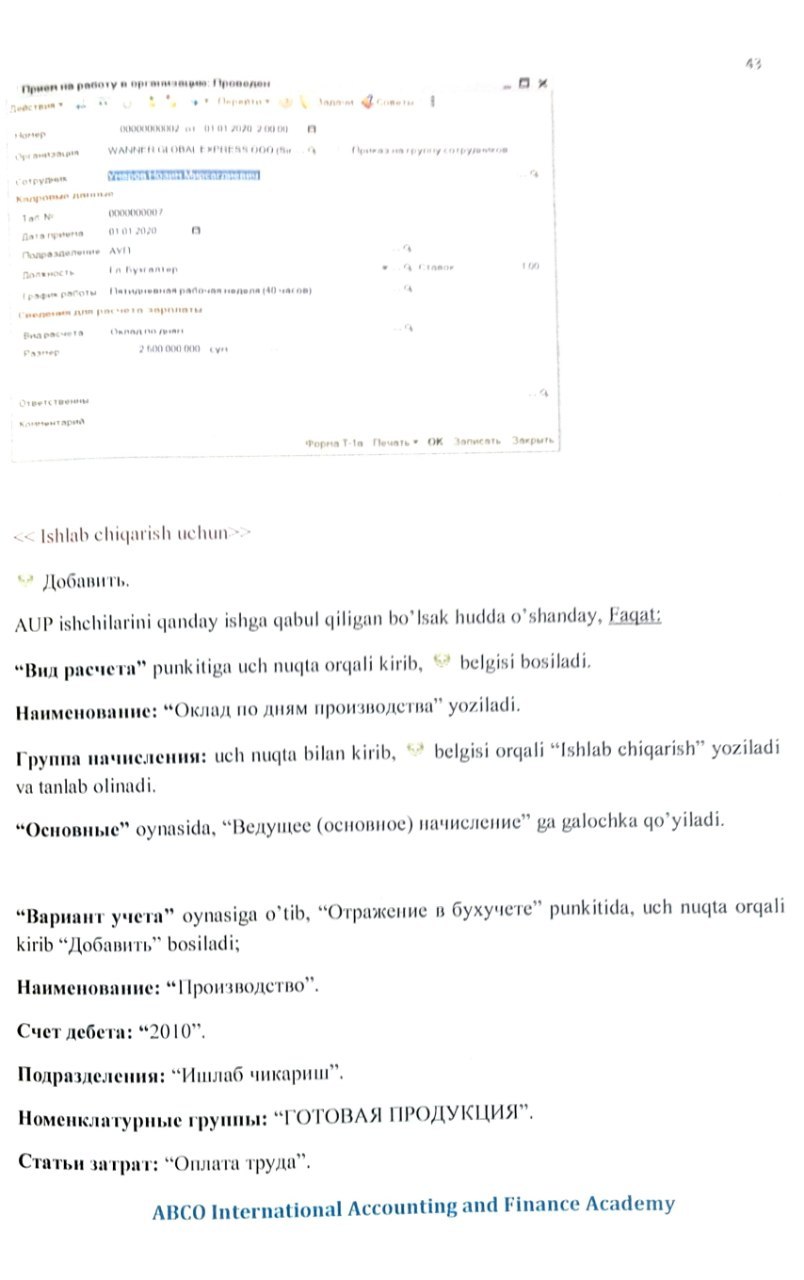 43
Прием на работу в организацию: Проведен
Действия Перейти Задачи Советы
Номер 00000000002 от 01.01.2020 2:00:00
Организация WANNER GLOBAL EXPRESS ООО Приказ на группу сотрудников
Сотрудник
Кадровые данные
Таб. № 0000000007
Дата приема 01.01.2020
Подразделение АУП
Должность Гл. Бухгалтер Ставок 1.00
График работы Пятидневная рабочая неделя (40 часов)
Сведения для расчета зарплаты
Вид расчета Оклад по дням
Размер 2 600 000.000 сум
Ответственный
Комментарий
Форма Т-1а Печать OK Записать Закрыть
<< Ishlab chiqarish uchun>>
Добавить.
AUP ishchilarini qanday ishga qabul qiligan bo’lsak hudda o’shanday, Faqat:
“Вид расчета” punkitiga uch nuqta orqali kirib, belgisi bosiladi.
Наименование: “Оклад по дням производства” yoziladi.
Группа начисления: uch nuqta bilan kirib, belgisi orqali “Ishlab chiqarish” yoziladi
va tanlab olinadi.
“Основные” oynasida, “Ведущее (основное) начисление” ga galochka qo’yiladi.
“Вариант учета” oynasiga o’tib, “Отражение в бухучете” punkitida, uch nuqta orqali
kirib “Добавить” bosiladi;
Наименование: “Производство”.
Счет дебета: “2010”.
Подразделения: “Ишлаб чикариш”.
Номенклатурные группы: “ГОТОВАЯ ПРОДУКЦИЯ”.
Статьи затрат: “Оплата труда”.
ABCO International Accounting and Finance Academy